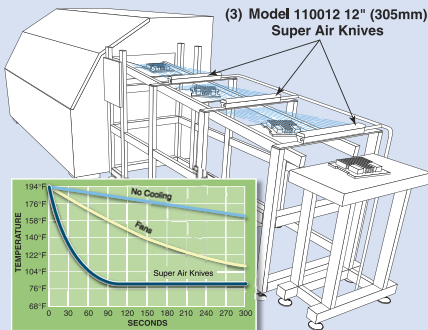 (3) Model 110012 12" (305mm)
Super Air Knives
TEMPERATURE
194°F
176°F
158°F
140°F
122°F
104°F
76°F
68°F
No Cooling
Fans
Super Air Knives
0 30 60 90 120 150 180 210 240 270 300
SECONDS